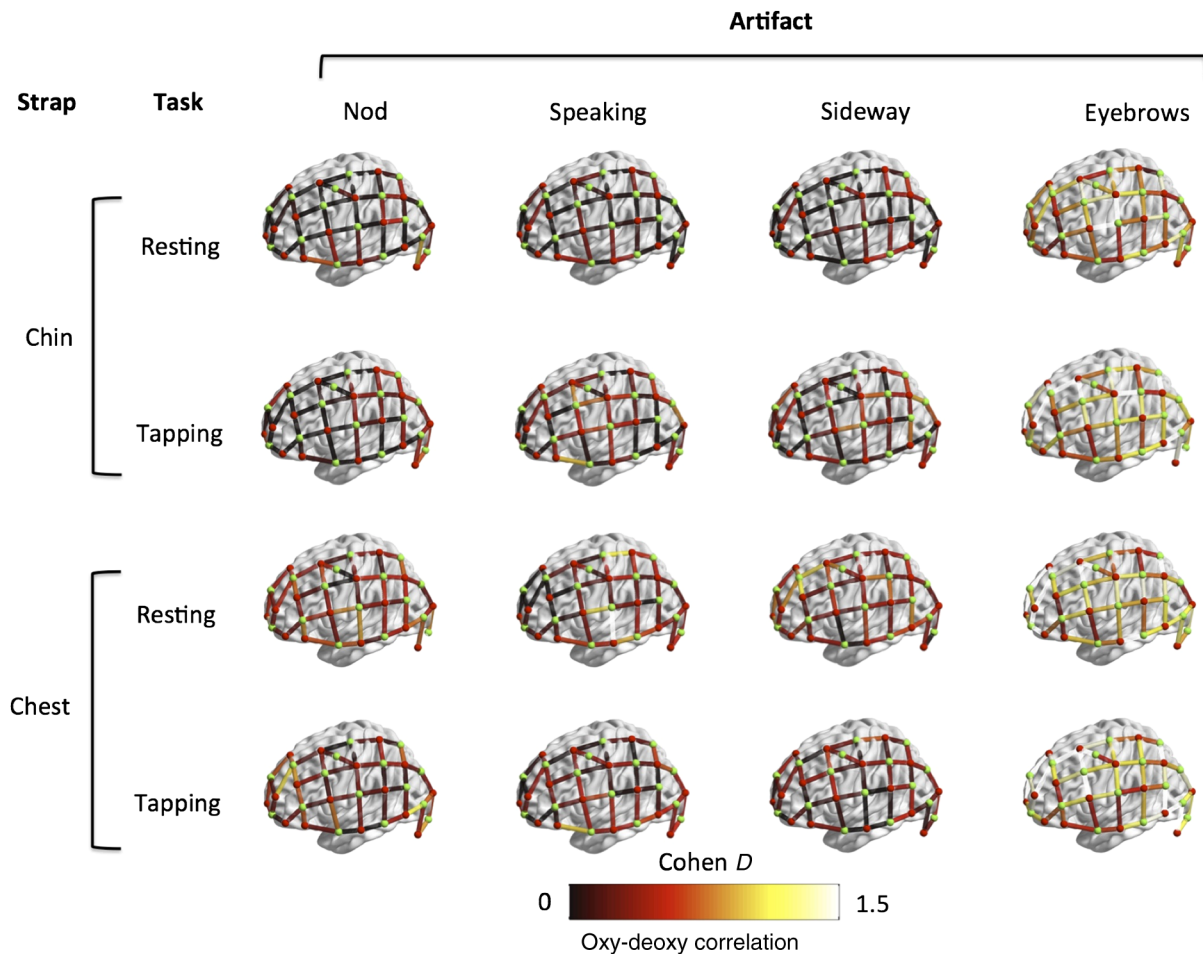 Artifact
Strap Task
Nod Speaking Sideway Eyebrows
Resting
Chin
Tapping
Resting
Chest
Tapping
Cohen D
0 1.5
Oxy-deoxy correlation